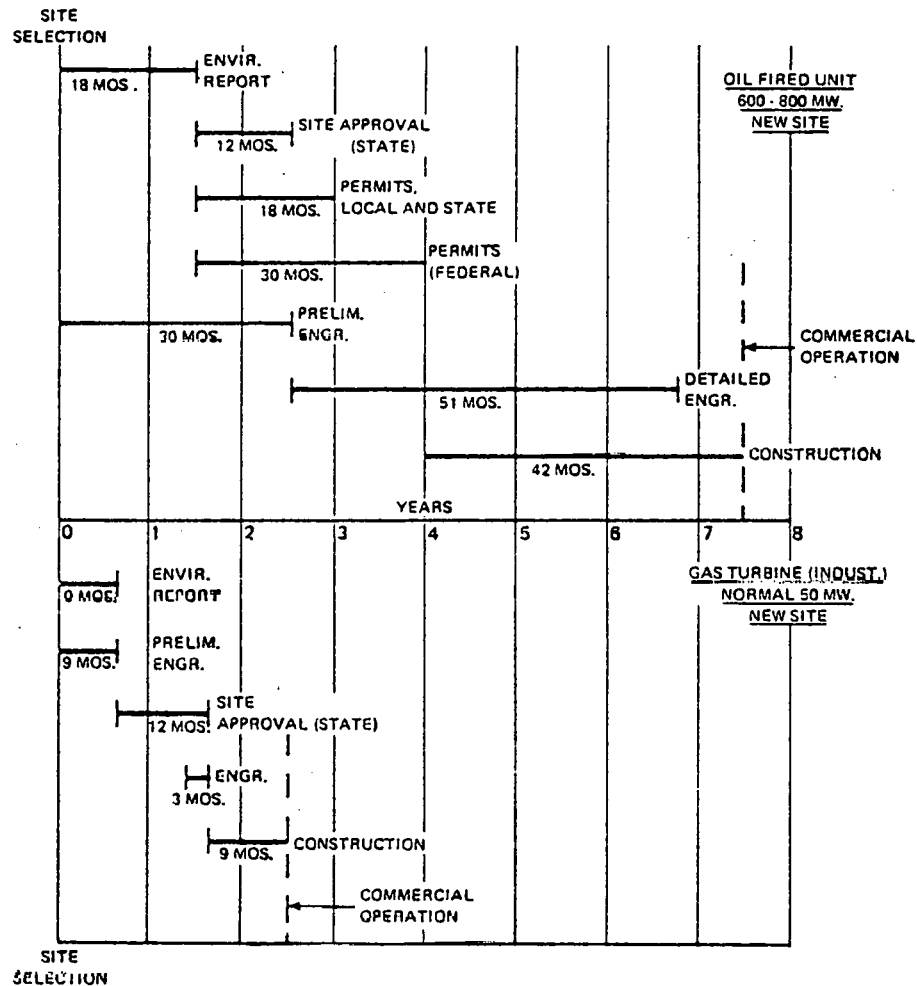 SITE
SELECTION
18 MOS.
ENVIR.
REPORT
OIL FIRED UNIT
600 - 800 MW.
NEW SITE
12 MOS.
SITE APPROVAL
(STATE)
18 MOS.
PERMITS,
LOCAL AND STATE
30 MOS.
PERMITS
(FEDERAL)
30 MOS.
PRELIM.
ENGR.
COMMERCIAL
OPERATION
51 MOS.
DETAILED
ENGR.
42 MOS.
CONSTRUCTION
YEARS
0 1 2 3 4 5 6 7 8
MOS.
ENVIR.
REPORT
GAS TURBINE (INDUST.)
NORMAL 50 MW.
NEW SITE
9 MOS.
PRELIM.
ENGR.
12 MOS.
SITE
APPROVAL (STATE)
3 MOS.
ENGR.
9 MOS.
CONSTRUCTION
COMMERCIAL
OPERATION
SITE
SELECTION